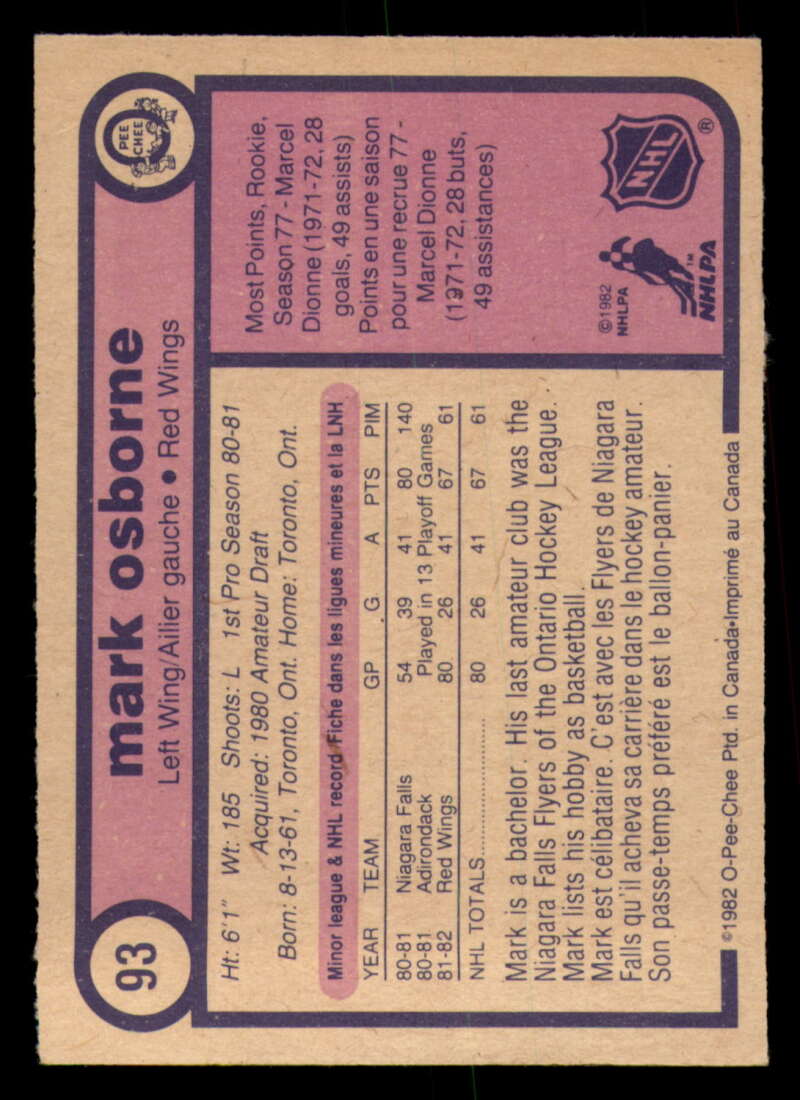 93
mark osborne
Left Wing/Ailier gauche • Red Wings
O PEE CHEE
Ht: 6'1" Wt: 185 Shoots: L 1st Pro Season 80-81
Acquired: 1980 Amateur Draft
Born: 8-13-61, Toronto, Ont. Home: Toronto, Ont.
Minor league & NHL record/Fiche dans les ligues mineures et la LNH
YEAR TEAM GP G A PTS PIM
80-81 Niagara Falls 54 39 41 80 140
80-81 Adirondack Played in 13 Playoff Games
81-82 Red Wings 80 26 41 67 61
NHL TOTALS.................... 80 26 41 67 61
Mark is a bachelor. His last amateur club was the
Niagara Falls Flyers of the Ontario Hockey League.
Mark lists his hobby as basketball.
Mark est célibataire. C'est avec les Flyers de Niagara
Falls qu'il acheva sa carrière dans le hockey amateur.
Son passe-temps préféré est le ballon-panier.
Most Points, Rookie,
Season 77 - Marcel
Dionne (1971-72, 28
goals, 49 assists)
Points en une saison
pour une recrue 77 -
Marcel Dionne
(1971-72, 28 buts,
49 assistances)
©1982
NHLPA
TM
NHLPA
NHL
®
©1982 O-Pee-Chee Ptd. in Canada•Imprimé au Canada